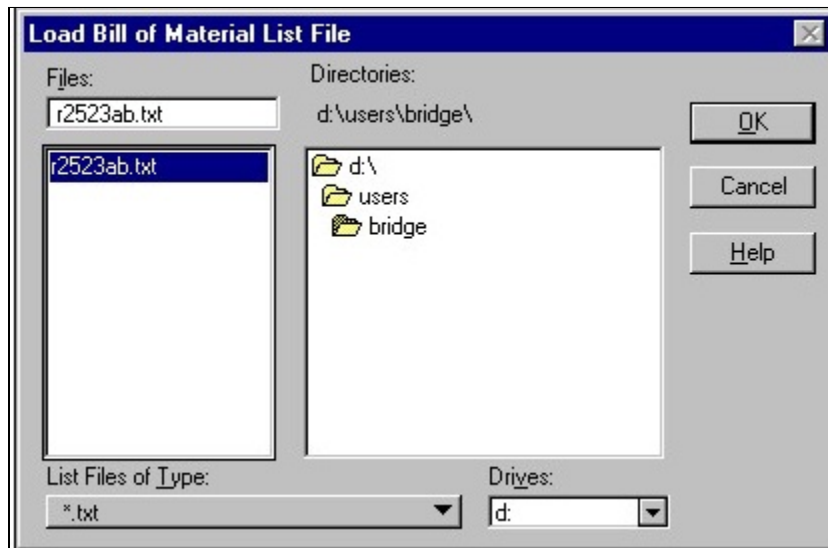 Load Bill of Material List File
Files:
Directories:
r2523ab.txt
d:\users\bridge\
OK
r2523ab.txt
d:\
Cancel
users
bridge
Help
List Files of Type:
Drives:
*.txt
d: